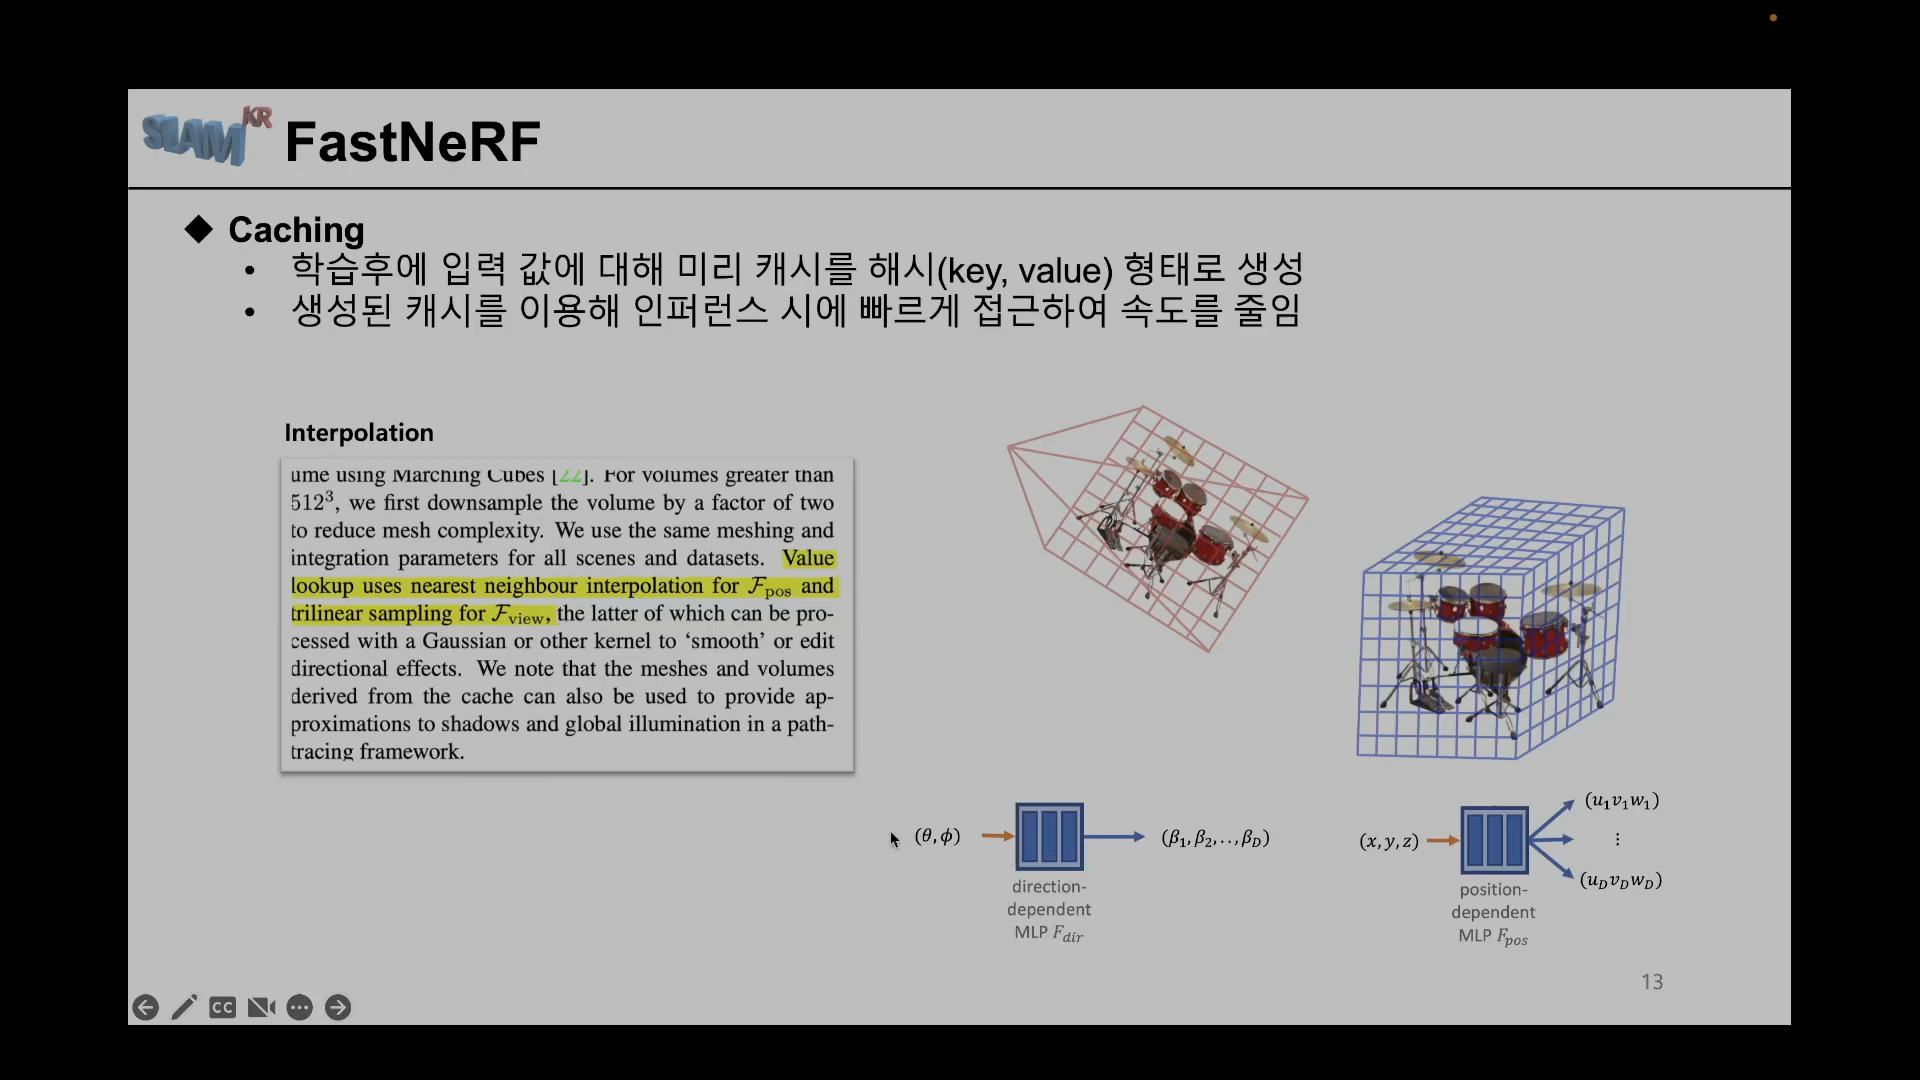 SLAM KR
FastNeRF
◆ Caching
• 학습후에 입력 값에 대해 미리 캐시를 해시(key, value) 형태로 생성
• 생성된 캐시를 이용해 인퍼런스 시에 빠르게 접근하여 속도를 줄임
Interpolation
ume using Marching Cubes [22]. For volumes greater than
512³, we first downsample the volume by a factor of two
to reduce mesh complexity. We use the same meshing and
integration parameters for all scenes and datasets. Value
lookup uses nearest neighbour interpolation for 𝓕pos and
trilinear sampling for 𝓕view, the latter of which can be pro-
cessed with a Gaussian or other kernel to ‘smooth’ or edit
directional effects. We note that the meshes and volumes
derived from the cache can also be used to provide ap-
proximations to shadows and global illumination in a path-
tracing framework.
(θ,ϕ)
(β₁,β₂,..,β_D)
direction-
dependent
MLP F_dir
(x,y,z)
(u₁v₁w₁)
⋮
(u_Dv_Dw_D)
position-
dependent
MLP F_pos
13
CC